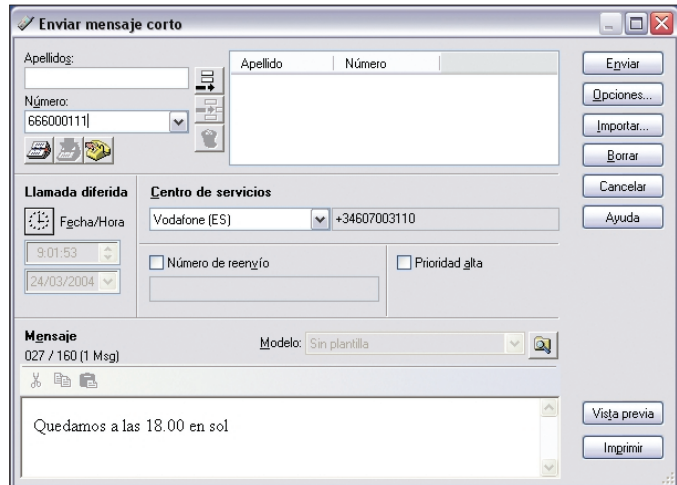 Enviar mensaje corto
Apellidos:
Apellido Número
Enviar
Número:
666000111
Opciones...
Importar...
Borrar
Llamada diferida
Centro de servicios
Cancelar
Fecha/Hora
Vodafone (ES) +34607003110
Ayuda
9:01:53
24/03/2004
Número de reenvío
Prioridad alta
Mensaje
027 / 160 (1 Msg)
Modelo: Sin plantilla
Quedamos a las 18.00 en sol
Vista previa
Imprimir